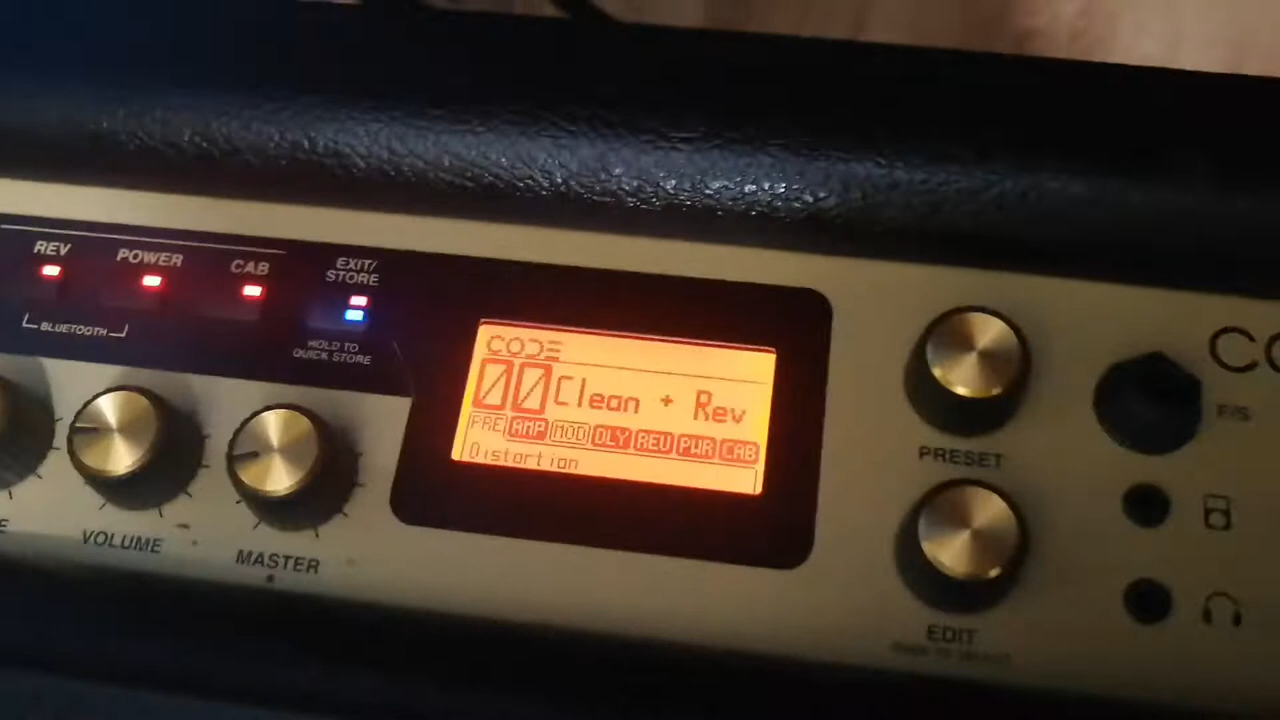 REV POWER CAB EXIT/
STORE
BLUETOOTH
HOLD TO
QUICK STORE
CODE
00 Clean + Rev
PRE AMP MOD DLY REV PWR CAB
Distortion
VOLUME
MASTER
PRESET
EDIT
F/S
CO